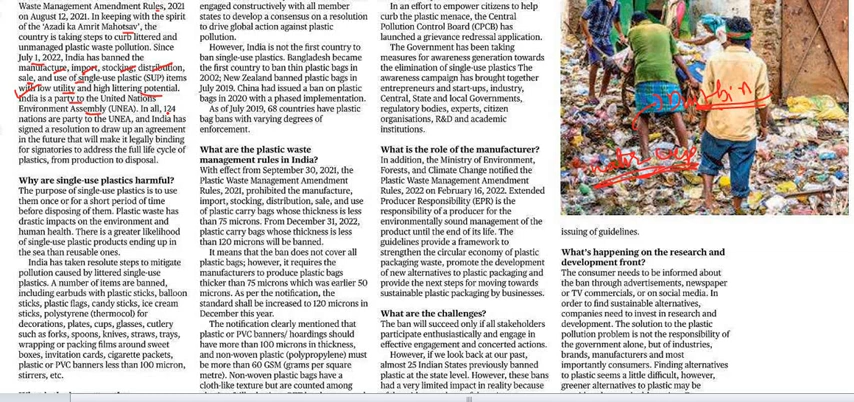 Waste Management Amendment Rules, 2021
on August 12, 2021. In keeping with the spirit
of the 'Azadi ka Amrit Mahotsav', the
country is taking steps to curb littered and
unmanaged plastic waste pollution. Since
July 1, 2022, India has banned the
manufacture, import, stocking, distribution,
sale, and use of single-use plastic (SUP) items
with low utility and high littering potential.
India is a party to the United Nations
Environment Assembly (UNEA). In all, 124
nations are party to the UNEA, and India has
signed a resolution to draw up an agreement
in the future that will make it legally binding
for signatories to address the full life cycle of
plastics, from production to disposal.
Why are single-use plastics harmful?
The purpose of single-use plastics is to use
them once or for a short period of time
before disposing of them. Plastic waste has
drastic impacts on the environment and
human health. There is a greater likelihood
of single-use plastic products ending up in
the sea than reusable ones.
India has taken resolute steps to mitigate
pollution caused by littered single-use
plastics. A number of items are banned,
including earbuds with plastic sticks, balloon
sticks, plastic flags, candy sticks, ice cream
sticks, polystyrene (thermocol) for
decorations, plates, cups, glasses, cutlery
such as forks, spoons, knives, straws, trays,
wrapping or packing films around sweet
boxes, invitation cards, cigarette packets,
plastic or PVC banners less than 100 micron,
stirrers, etc.
engaged constructively with all member
states to develop a consensus on a resolution
to drive global action against plastic
pollution.
However, India is not the first country to
ban single-use plastics. Bangladesh became
the first country to ban thin plastic bags in
2002; New Zealand banned plastic bags in
July 2019. China had issued a ban on plastic
bags in 2020 with a phased implementation.
As of July 2019, 68 countries have plastic
bag bans with varying degrees of
enforcement.
What are the plastic waste
management rules in India?
With effect from September 30, 2021, the
Plastic Waste Management Amendment
Rules, 2021, prohibited the manufacture,
import, stocking, distribution, sale, and use
of plastic carry bags whose thickness is less
than 75 microns. From December 31, 2022,
plastic carry bags whose thickness is less
than 120 microns will be banned.
It means that the ban does not cover all
plastic bags; however, it requires the
manufacturers to produce plastic bags
thicker than 75 microns which was earlier 50
microns. As per the notification, the
standard shall be increased to 120 microns in
December this year.
The notification clearly mentioned that
plastic or PVC banners/ hoardings should
have more than 100 microns in thickness,
and non-woven plastic (polypropylene) must
be more than 60 GSM (grams per square
metre). Non-woven plastic bags have a
cloth-like texture but are counted among
In an effort to empower citizens to help
curb the plastic menace, the Central
Pollution Control Board (CPCB) has
launched a grievance redressal application.
The Government has been taking
measures for awareness generation towards
the elimination of single-use plastics The
awareness campaign has brought together
entrepreneurs and start-ups, industry,
Central, State and local Governments,
regulatory bodies, experts, citizen
organisations, R&D and academic
institutions.
What is the role of the manufacturer?
In addition, the Ministry of Environment,
Forests, and Climate Change notified the
Plastic Waste Management Amendment
Rules, 2022 on February 16, 2022. Extended
Producer Responsibility (EPR) is the
responsibility of a producer for the
environmentally sound management of the
product until the end of its life. The
guidelines provide a framework to
strengthen the circular economy of plastic
packaging waste, promote the development
of new alternatives to plastic packaging and
provide the next steps for moving towards
sustainable plastic packaging by businesses.
What are the challenges?
The ban will succeed only if all stakeholders
participate enthusiastically and engage in
effective engagement and concerted actions.
However, if we look back at our past,
almost 25 Indian States previously banned
plastic at the state level. However, these bans
had a very limited impact in reality because
issuing of guidelines.
What's happening on the research and
development front?
The consumer needs to be informed about
the ban through advertisements, newspaper
or TV commercials, or on social media. In
order to find sustainable alternatives,
companies need to invest in research and
development. The solution to the plastic
pollution problem is not the responsibility of
the government alone, but of industries,
brands, manufacturers and most
importantly consumers. Finding alternatives
to plastic seems a little difficult, however,
greener alternatives to plastic may be